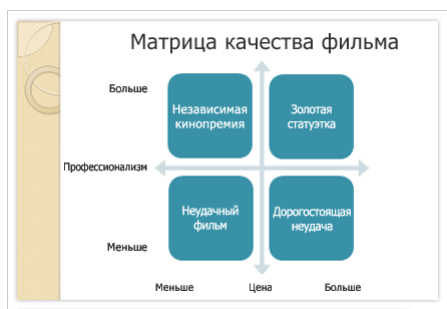 Матрица качества фильма
Больше
Независимая
кинопремия
Золотая
статуэтка
Профессионализм
Неудачный
фильм
Дорогостоящая
неудача
Меньше
Меньше
Цена
Больше